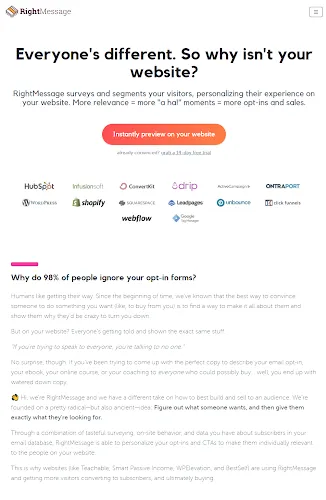 RightMessage
Everyone's different. So why isn't your
website?
RightMessage surveys and segments your visitors, personalizing their experience on
your website. More relevance = more "a ha!" moments = more opt-ins and sales.
Instantly preview on your website
already convinced? grab a 14-day free trial
HubSpot infusionsoft ConvertKit drip ActiveCampaign ONTRAPORT
WordPress shopify SQUARESPACE Leadpages unbounce click funnels
webflow Google Tag Manager
Why do 98% of people ignore your opt-in forms?
Humans like getting their way. Since the beginning of time, we've known that the best way to convince
someone to do something you want (like, to buy from you) is to find a way to make it all about them and
show them why they'd be crazy to turn you down.
But on your website? Everyone's getting told and shown the exact same stuff.
"If you're trying to speak to everyone, you're talking to no one."
No surprise, though. If you've been trying to come up with the perfect copy to describe your email opt-in,
your ebook, your online course, or your coaching to everyone who could possibly buy... well, you end up with
watered down copy.
Hi, we're RightMessage and we have a different take on how to best build and sell to an audience. We're
founded on a pretty radical—but also ancient—idea: Figure out what someone wants, and then give them
exactly what they're looking for.
Through a combination of tactful surveying, on-site behavior, and data you have about subscribers in your
email database, RightMessage is able to personalize your opt-ins and CTAs to make them individually relevant
to the people on your website.
This is why websites like Teachable, Smart Passive Income, WPElevation, and BestSelf are using RightMessage
and getting more visitors converting to subscribers, and ultimately buying.